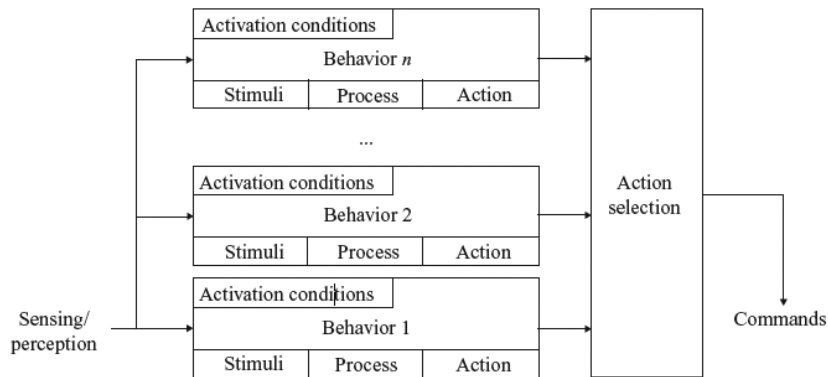 Activation conditions
Behavior n
Stimuli Process Action
...
Activation conditions
Behavior 2
Stimuli Process Action
Action
selection
Activation conditions
Behavior 1
Stimuli Process Action
Sensing/
perception
Commands